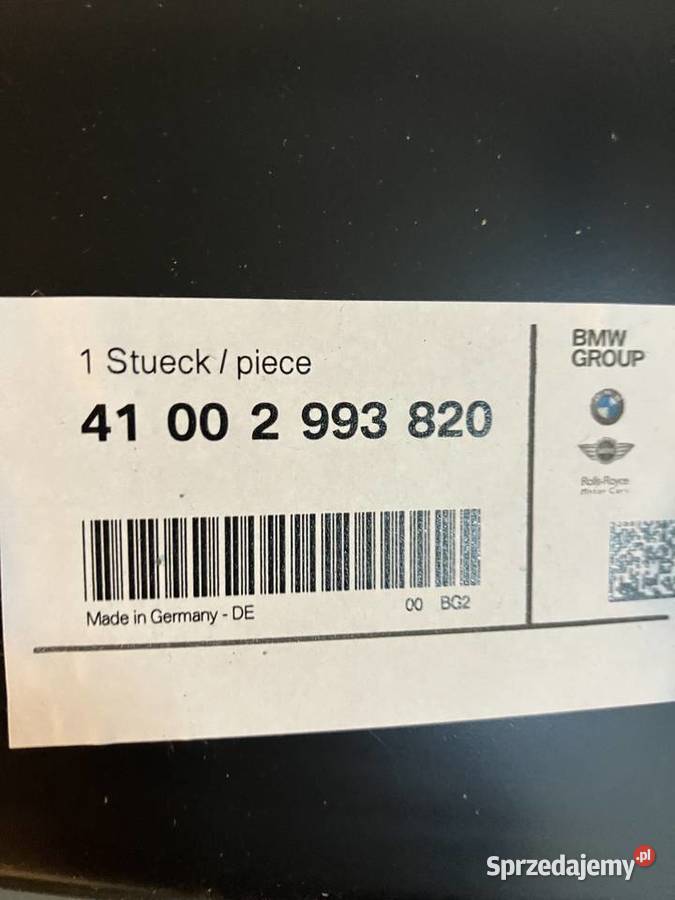 1 Stueck / piece
41 00 2 993 820
Made in Germany - DE
00 BG2
BMW
GROUP
Rolls-Royce
Motor Cars
Sprzedajemy.pl